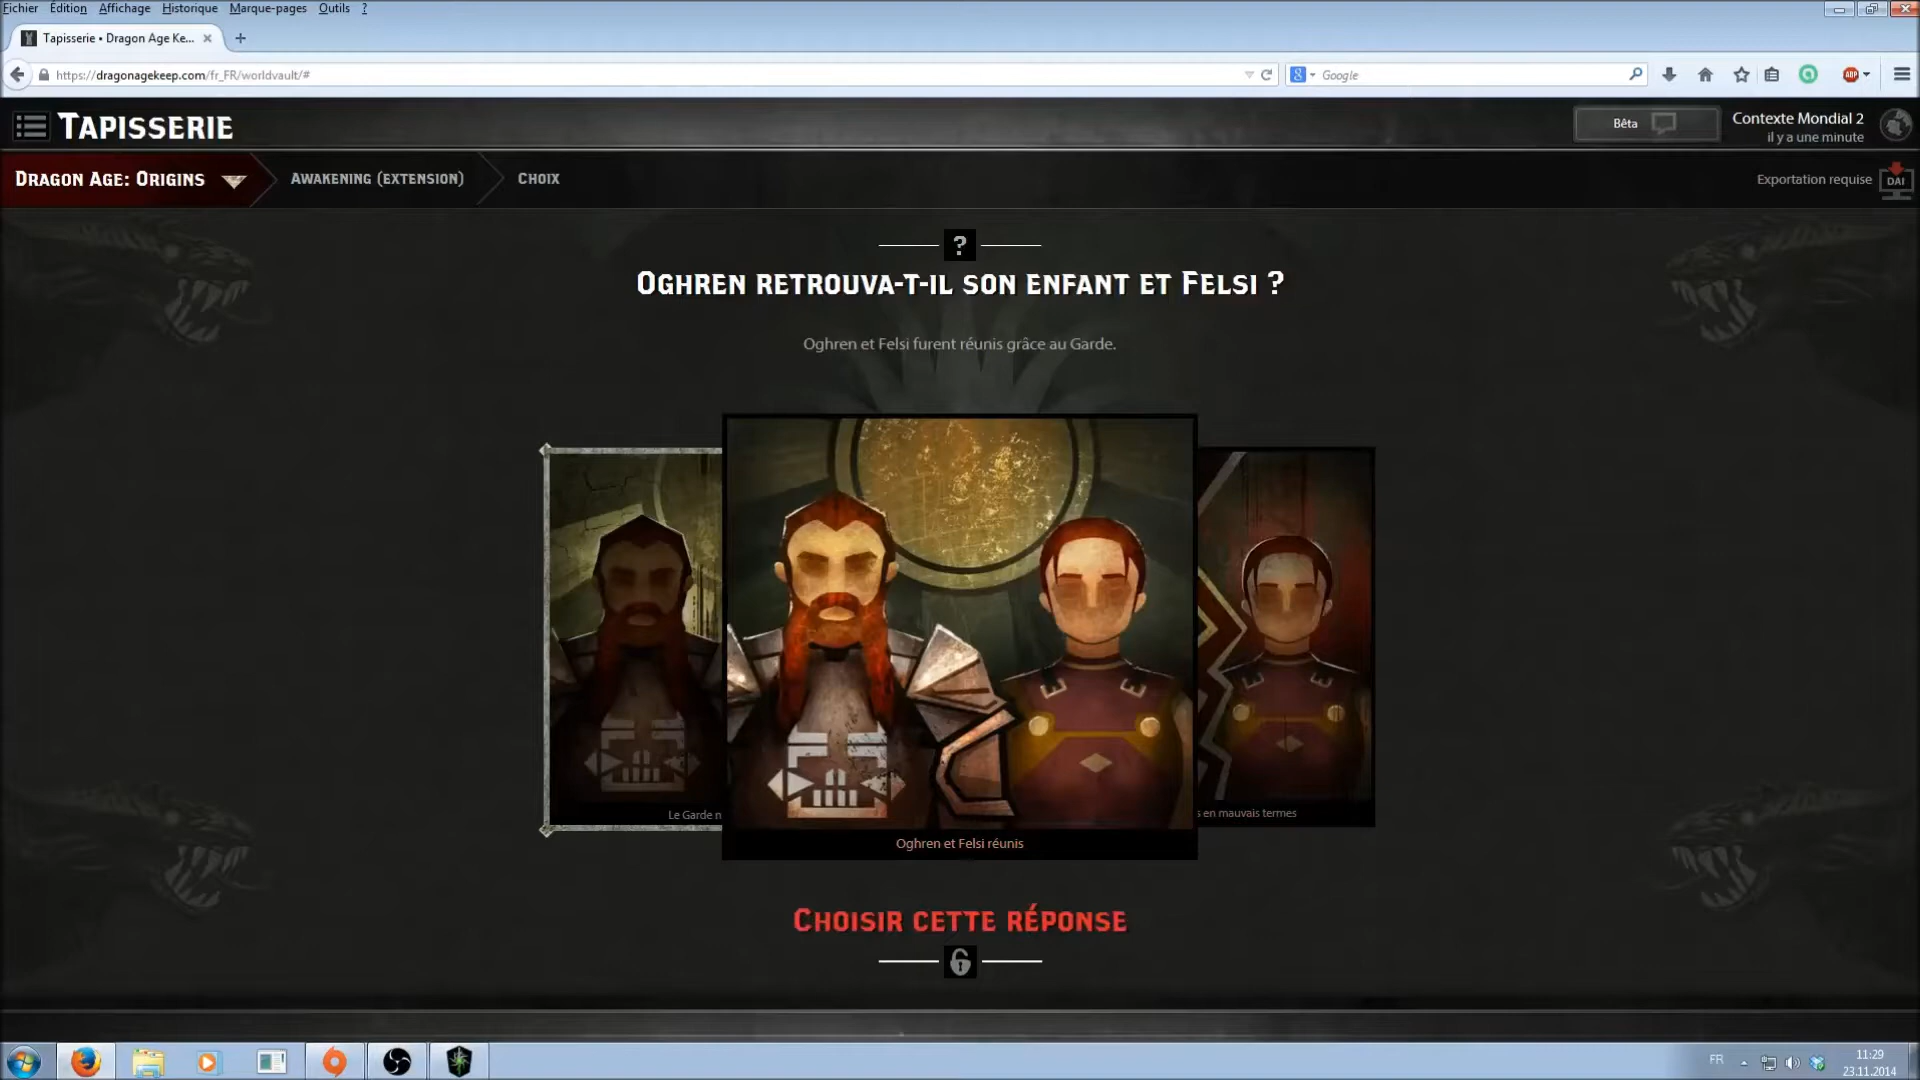 Fichier Édition Affichage Historique Marque-pages Outils ?
Tapisserie • Dragon Age Ke...
https://dragonagekeep.com/fr_FR/worldvault/#
Google
ABP
TAPISSERIE
Bêta
Contexte Mondial 2
il y a une minute
DRAGON AGE: ORIGINS
AWAKENING (EXTENSION)
CHOIX
Exportation requise
DAI
?
OGHREN RETROUVA-T-IL SON ENFANT ET FELSI ?
Oghren et Felsi furent réunis grâce au Garde.
Le Garde n
s en mauvais termes
Oghren et Felsi réunis
CHOISIR CETTE RÉPONSE
FR
11:29
23.11.2014